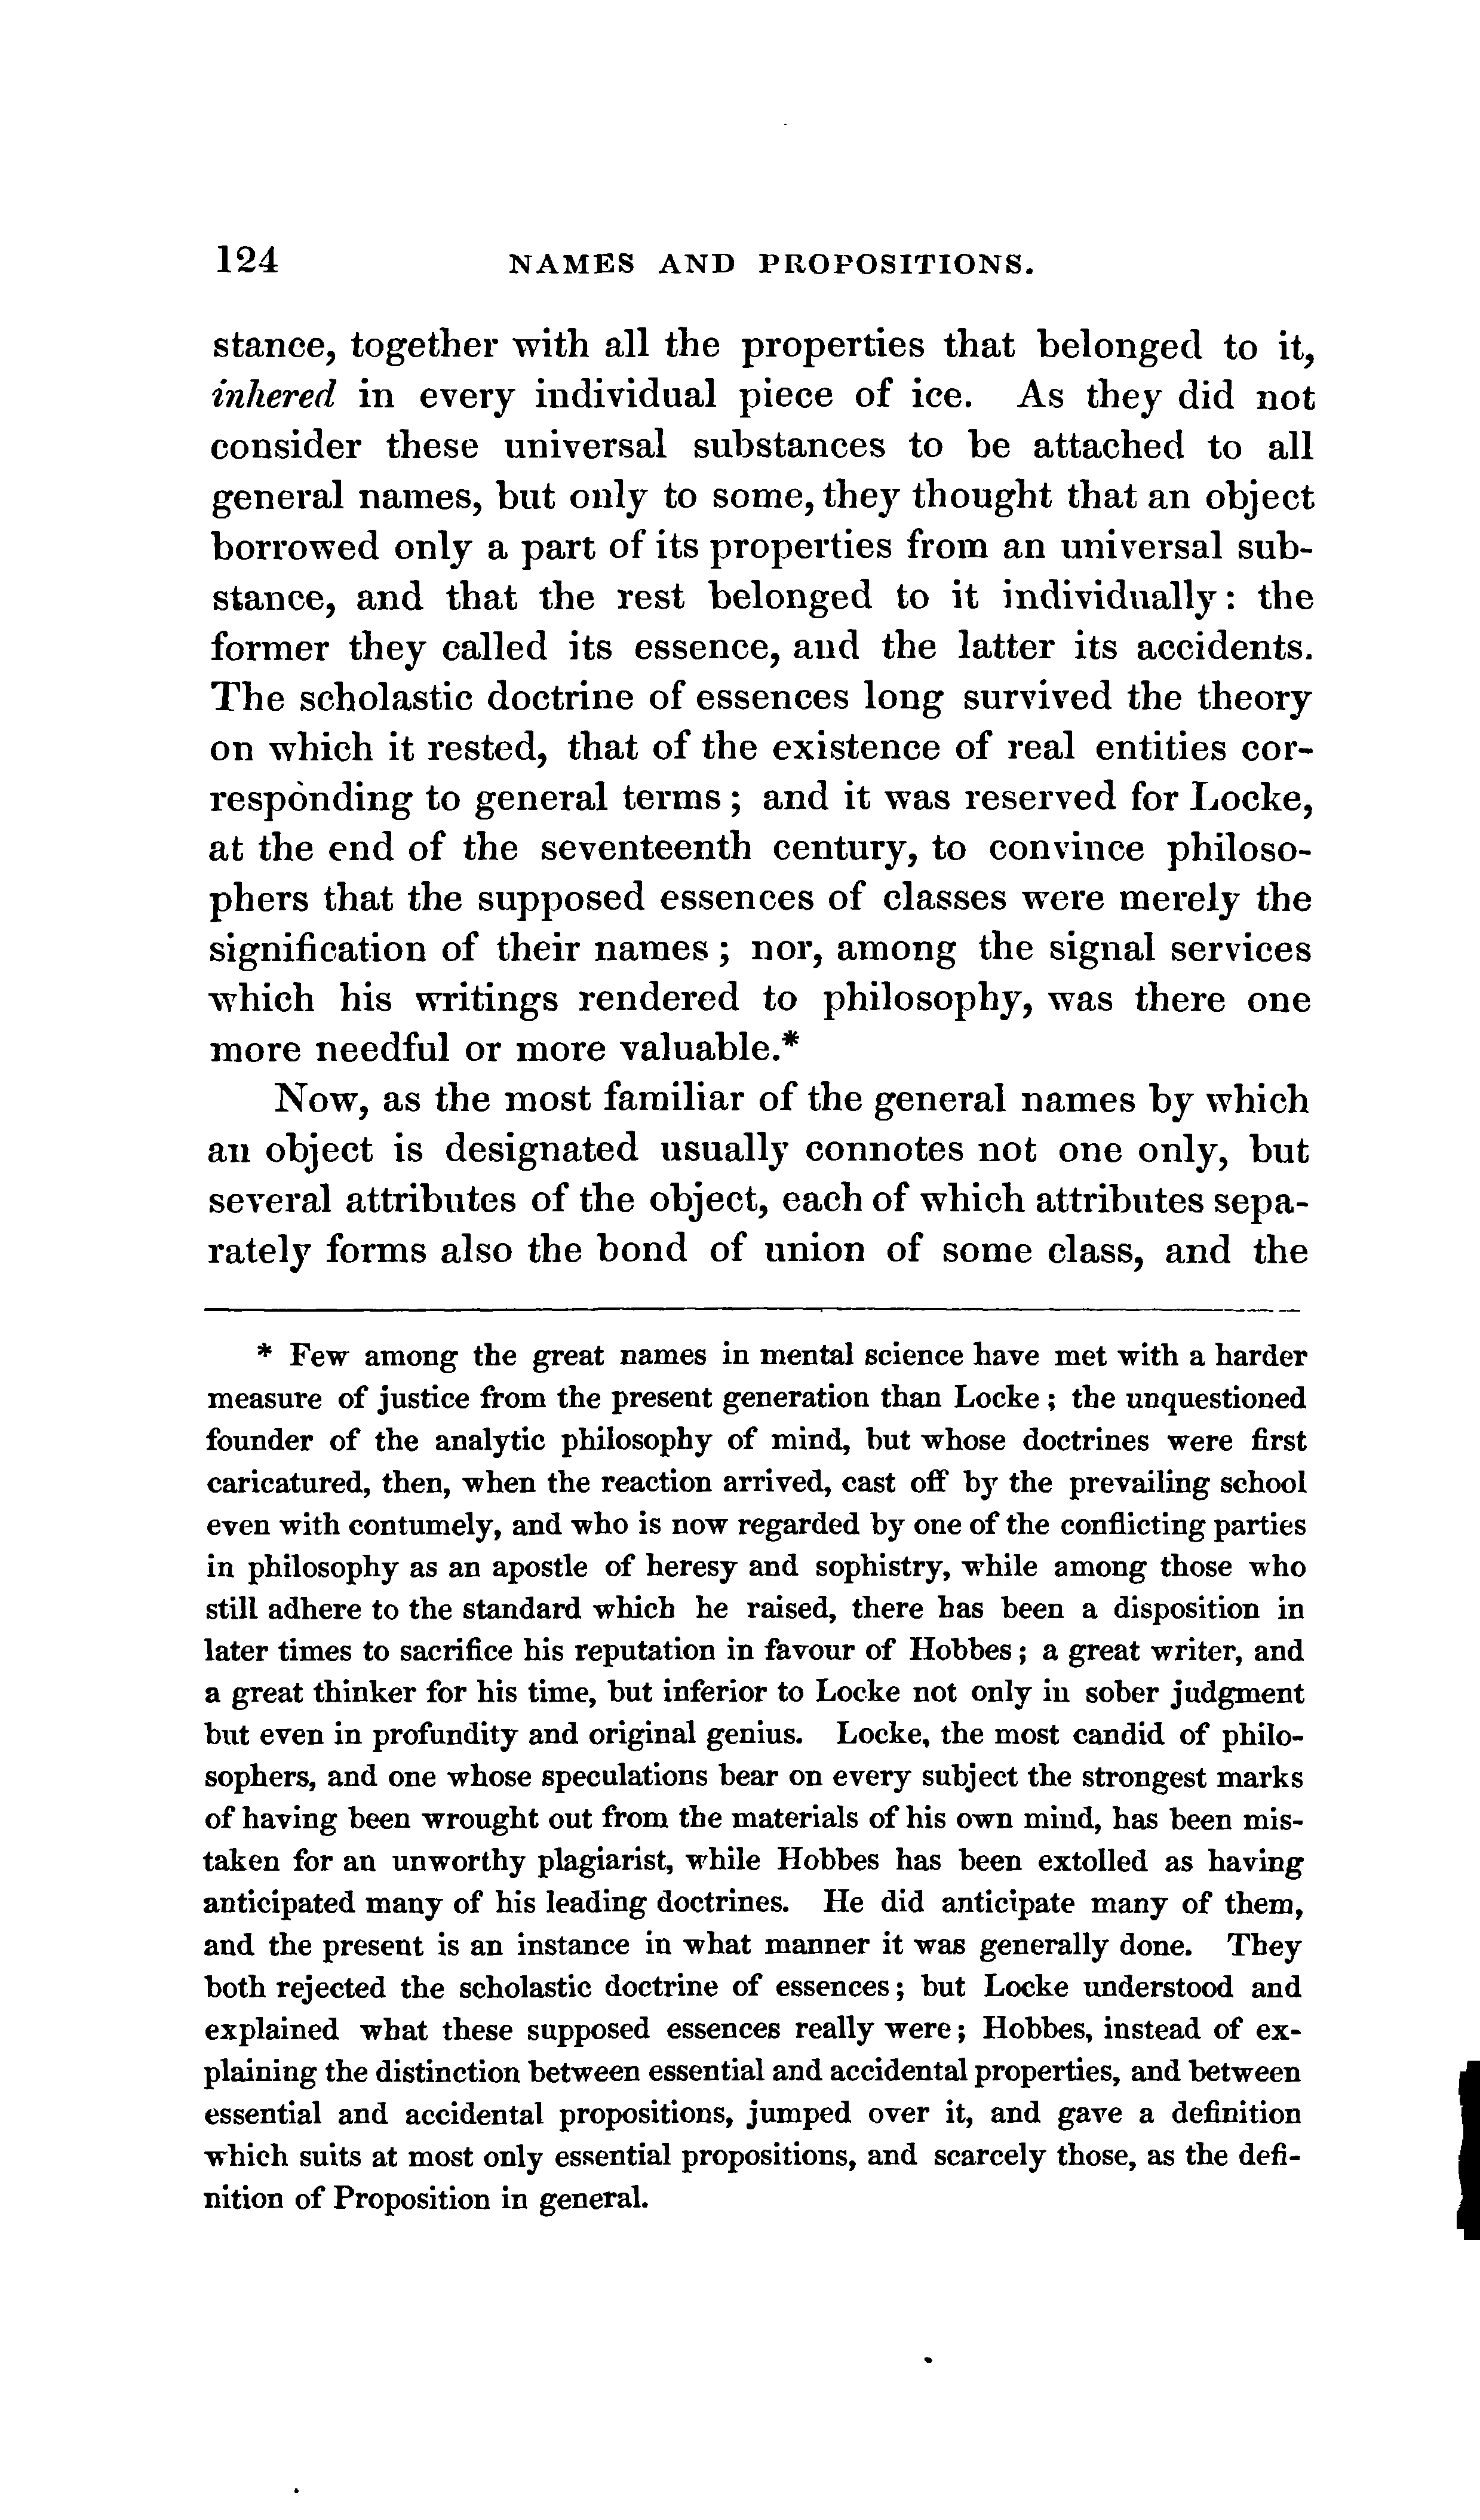 124 NAMES AND PROPOSITIONS.
stance, together with all the properties that belonged to it,
inhered in every individual piece of ice. As they did not
consider these universal substances to be attached to all
general names, but only to some, they thought that an object
borrowed only a part of its properties from an universal sub-
stance, and that the rest belonged to it individually: the
former they called its essence, and the latter its accidents.
The scholastic doctrine of essences long survived the theory
on which it rested, that of the existence of real entities cor-
responding to general terms; and it was reserved for Locke,
at the end of the seventeenth century, to convince philoso-
phers that the supposed essences of classes were merely the
signification of their names; nor, among the signal services
which his writings rendered to philosophy, was there one
more needful or more valuable.*
Now, as the most familiar of the general names by which
an object is designated usually connotes not one only, but
several attributes of the object, each of which attributes sepa-
rately forms also the bond of union of some class, and the
* Few among the great names in mental science have met with a harder
measure of justice from the present generation than Locke; the unquestioned
founder of the analytic philosophy of mind, but whose doctrines were first
caricatured, then, when the reaction arrived, cast off by the prevailing school
even with contumely, and who is now regarded by one of the conflicting parties
in philosophy as an apostle of heresy and sophistry, while among those who
still adhere to the standard which he raised, there has been a disposition in
later times to sacrifice his reputation in favour of Hobbes; a great writer, and
a great thinker for his time, but inferior to Locke not only in sober judgment
but even in profundity and original genius. Locke, the most candid of philo-
sophers, and one whose speculations bear on every subject the strongest marks
of having been wrought out from the materials of his own mind, has been mis-
taken for an unworthy plagiarist, while Hobbes has been extolled as having
anticipated many of his leading doctrines. He did anticipate many of them,
and the present is an instance in what manner it was generally done. They
both rejected the scholastic doctrine of essences; but Locke understood and
explained what these supposed essences really were; Hobbes, instead of ex-
plaining the distinction between essential and accidental properties, and between
essential and accidental propositions, jumped over it, and gave a definition
which suits at most only essential propositions, and scarcely those, as the defi-
nition of Proposition in general.